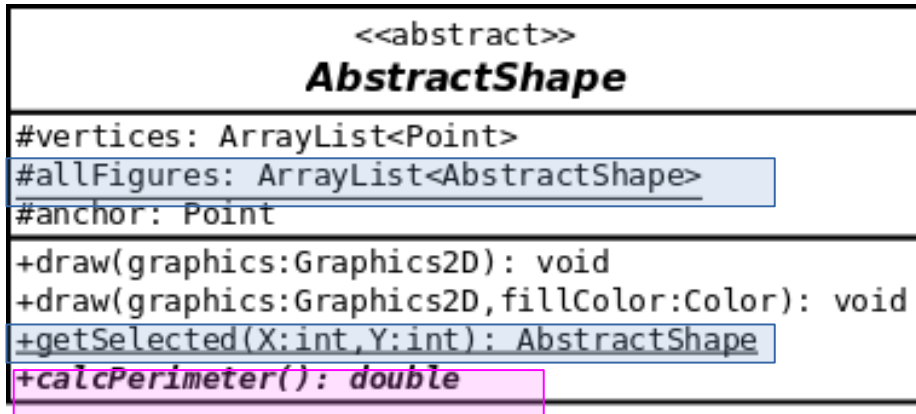 <<abstract>>
AbstractShape
#vertices: ArrayList<Point>
#allFigures: ArrayList<AbstractShape>
#anchor: Point
+draw(graphics:Graphics2D): void
+draw(graphics:Graphics2D,fillColor:Color): void
+getSelected(X:int,Y:int): AbstractShape
+calcPerimeter(): double